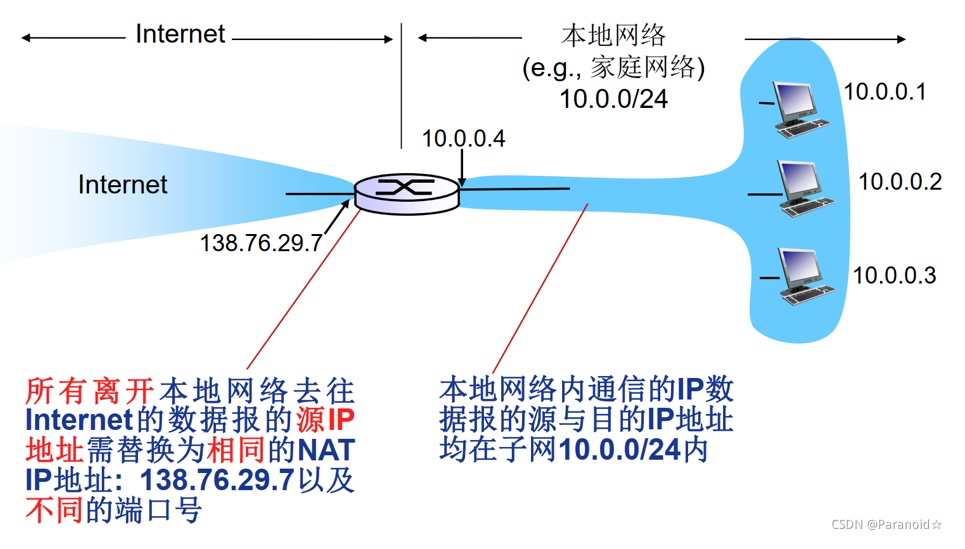 Internet
本地网络
(e.g., 家庭网络)
10.0.0/24
10.0.0.1
10.0.0.4
Internet
10.0.0.2
138.76.29.7
10.0.0.3
所有离开本地网络去往
Internet的数据报的源IP
地址需替换为相同的NAT
IP地址: 138.76.29.7以及
不同的端口号
本地网络内通信的IP数
据报的源与目的IP地址
均在子网10.0.0/24内
CSDN @Paranoid☆